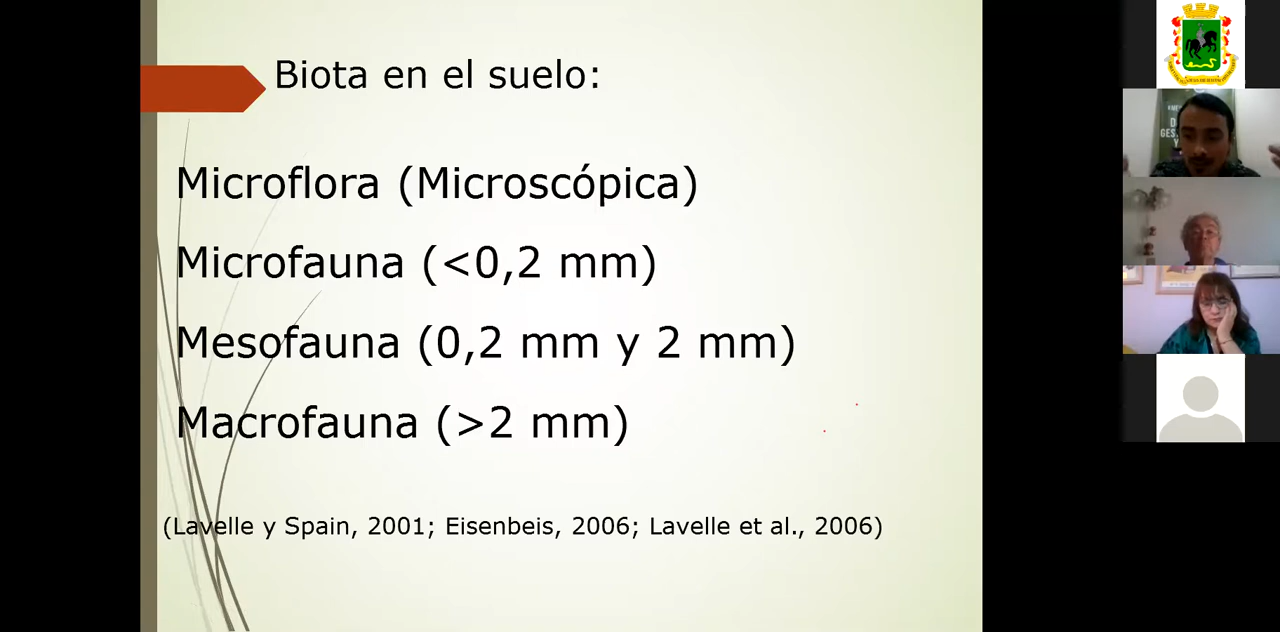 Biota en el suelo:
Microflora (Microscópica)
Microfauna (<0,2 mm)
Mesofauna (0,2 mm y 2 mm)
Macrofauna (>2 mm)
(Lavelle y Spain, 2001; Eisenbeis, 2006; Lavelle et al., 2006)